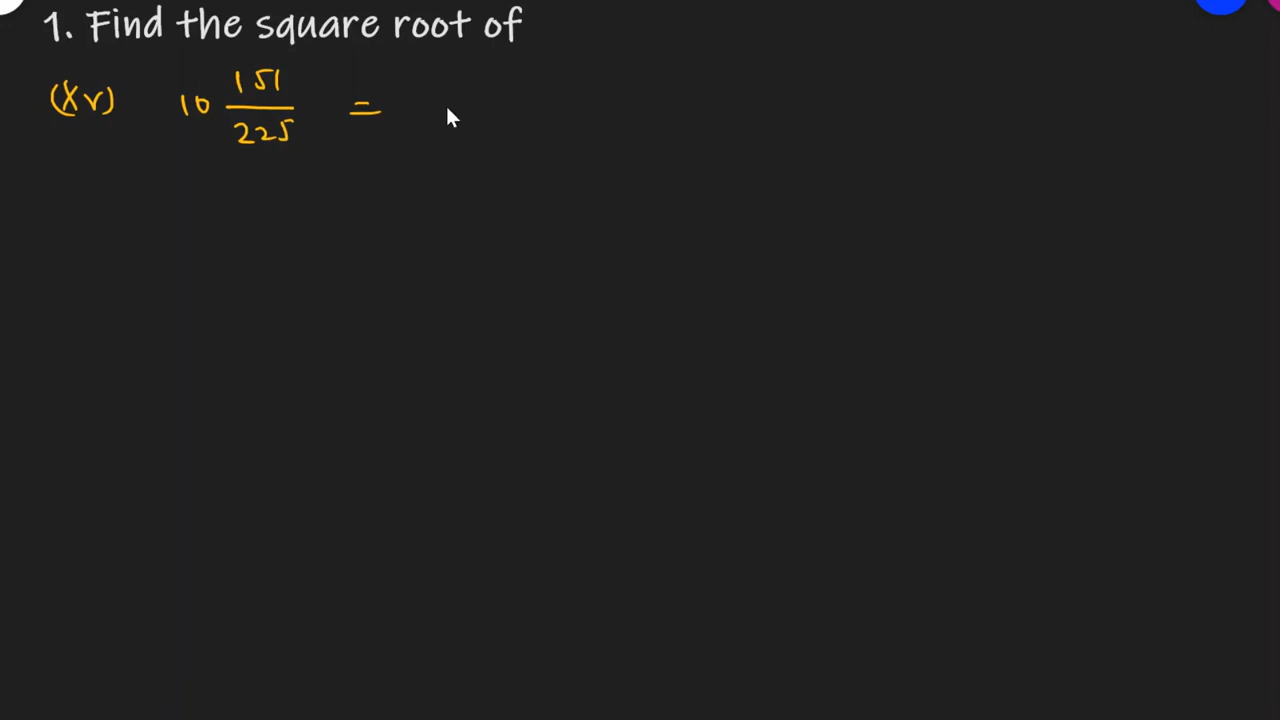 1. Find the square root of
(XV) 10 151/225 =